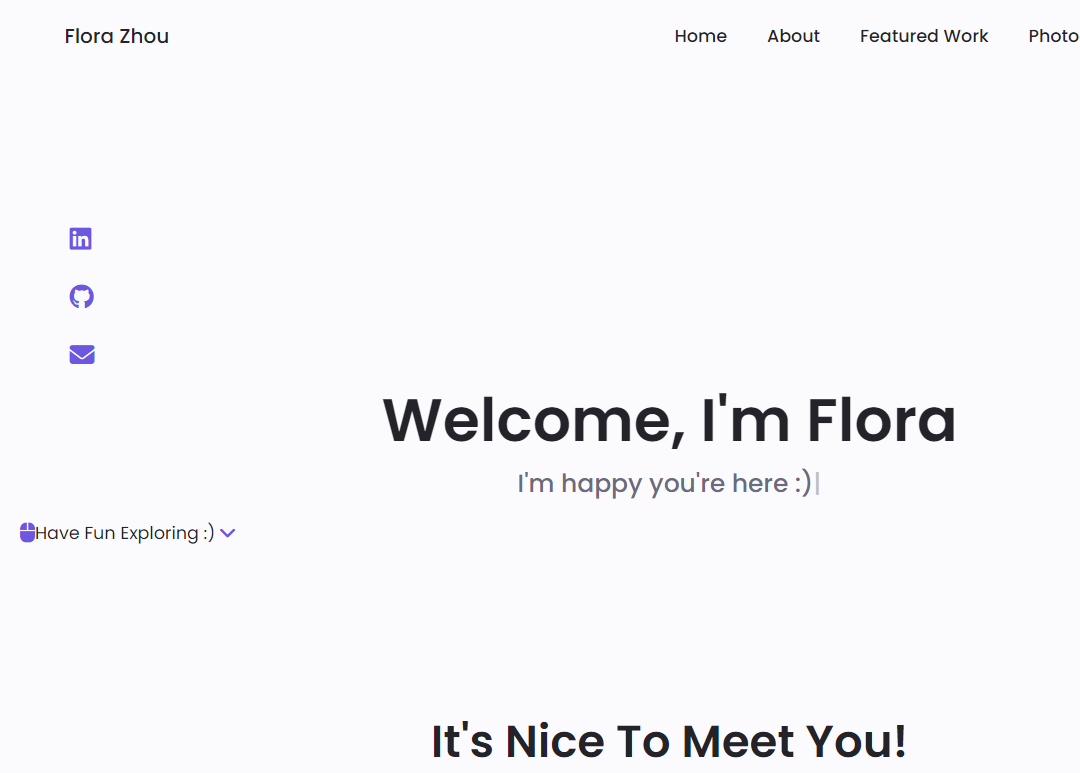 Flora Zhou
Home About Featured Work Photo
in
Welcome, I'm Flora
I'm happy you're here :)|
Have Fun Exploring :)
It's Nice To Meet You!